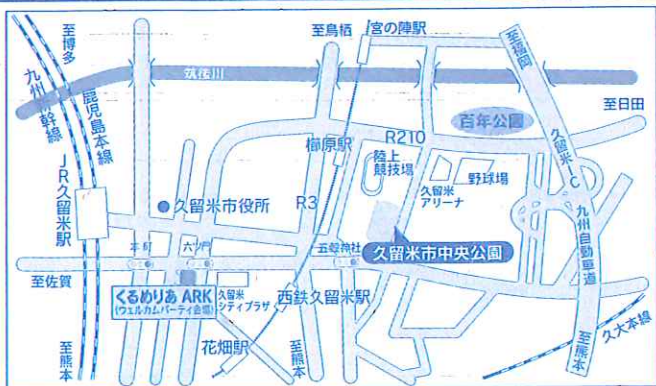 至博多
九州新幹線
鹿児島本線
JR久留米駅
至熊本
筑後川
至鳥栖
宮の陣駅
至福岡
至日田
百年公園
櫛原駅
R210
陸上
競技場
久留米
アリーナ
野球場
久留米IC
九州自動車道
久留米市役所
R3
本町
六ツ門
五穀神社
久留米市中央公園
至佐賀
くるめりあ ARK
(ウェルカムパーティ会場)
久留米
シティプラザ
西鉄久留米駅
花畑駅
至熊本
久大本線
至熊本